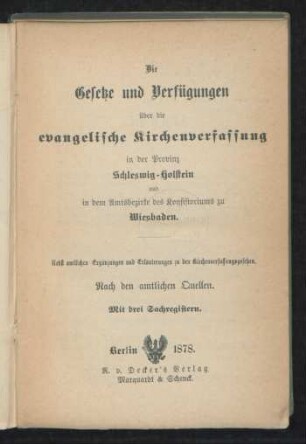 Die
Gesetze und Verfügungen
über die
evangelische Kirchenverfassung
in der Provinz
Schleswig-Holstein
und
in dem Amtsbezirke des Konsistoriums zu
Wiesbaden.
Nebst amtlichen Ergänzungen und Erläuterungen zu den Kirchenverfassungsgesetzen.
Nach den amtlichen Quellen.
Mit drei Sachregistern.
Berlin 1878.
R. v. Decker's Verlag
Marquardt & Schenck.